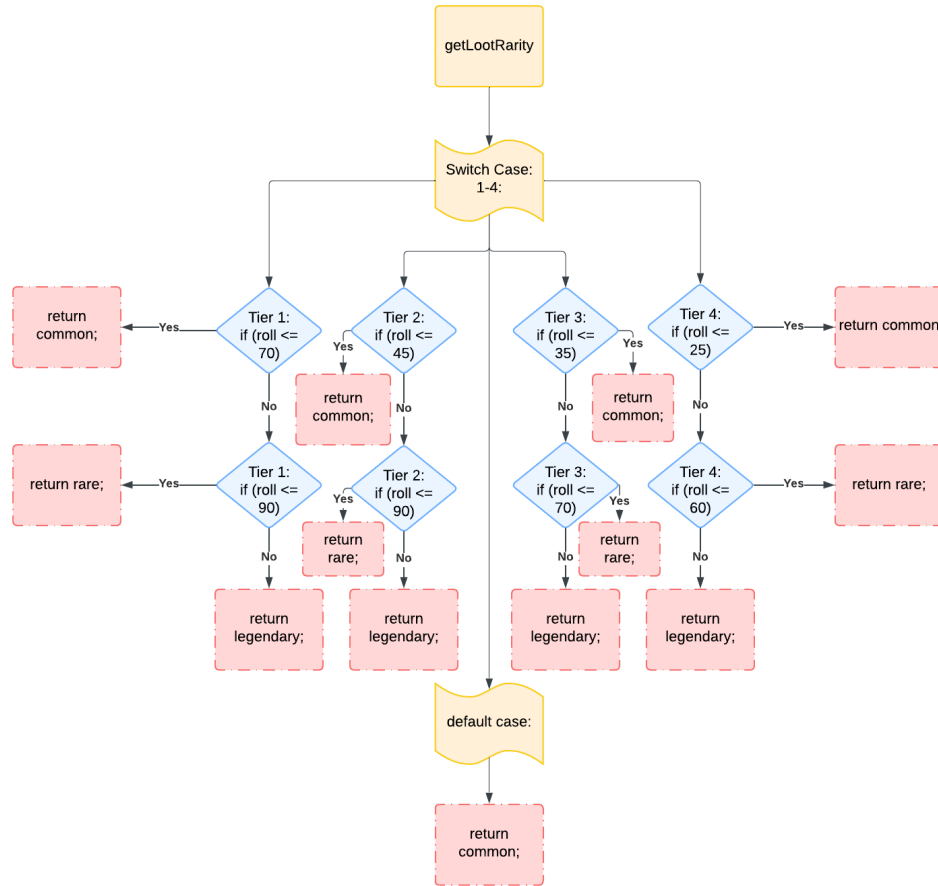 getLootRarity
Switch Case:
1-4:
return
common;
Yes
Tier 1:
if (roll <=
70)
Tier 2:
if (roll <=
45)
Yes
return
common;
Tier 3:
if (roll <=
35)
Yes
return
common;
Tier 4:
if (roll <=
25)
Yes
return common
No
No
No
No
return rare;
Yes
Tier 1:
if (roll <=
90)
Tier 2:
if (roll <=
90)
Yes
return
rare;
Tier 3:
if (roll <=
70)
Yes
return
rare;
Tier 4:
if (roll <=
60)
Yes
return rare;
No
No
No
No
return
legendary;
return
legendary;
return
legendary;
return
legendary;
default case:
return
common;